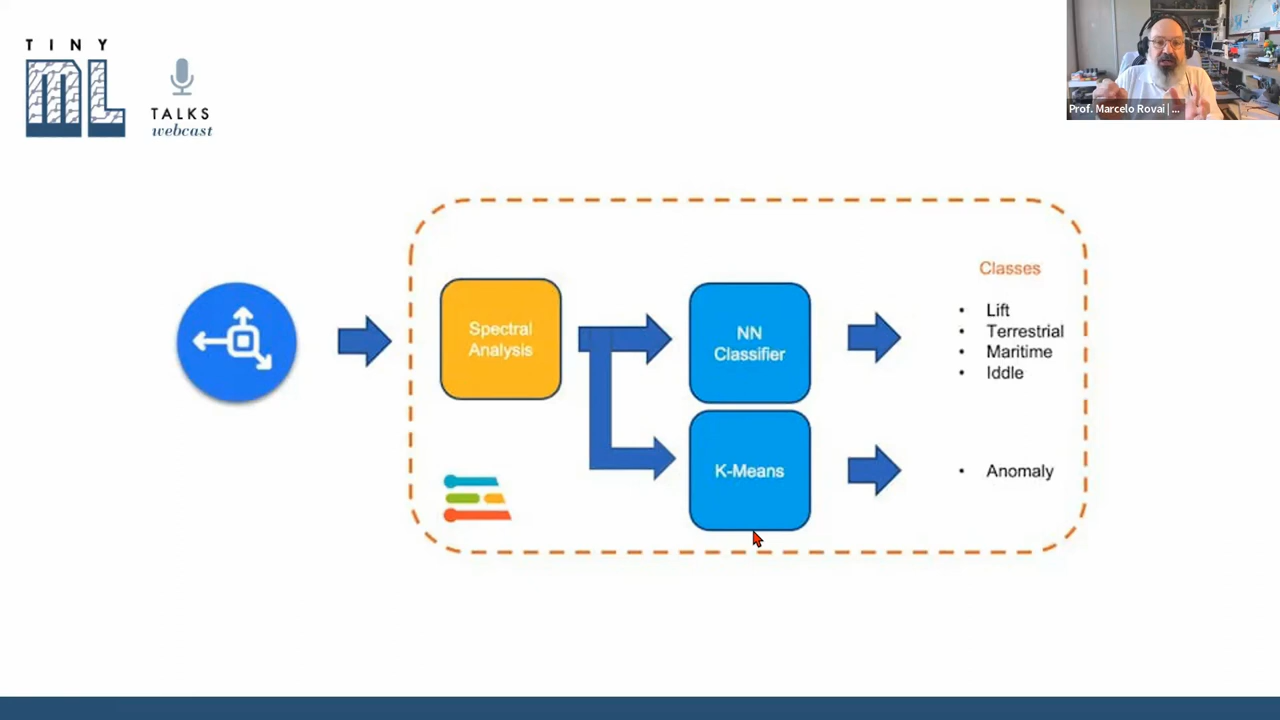 TINY
ML
TALKS
webcast
Prof. Marcelo Rovai | ...
Spectral
Analysis
NN
Classifier
K-Means
Classes
• Lift
• Terrestrial
• Maritime
• Iddle
• Anomaly